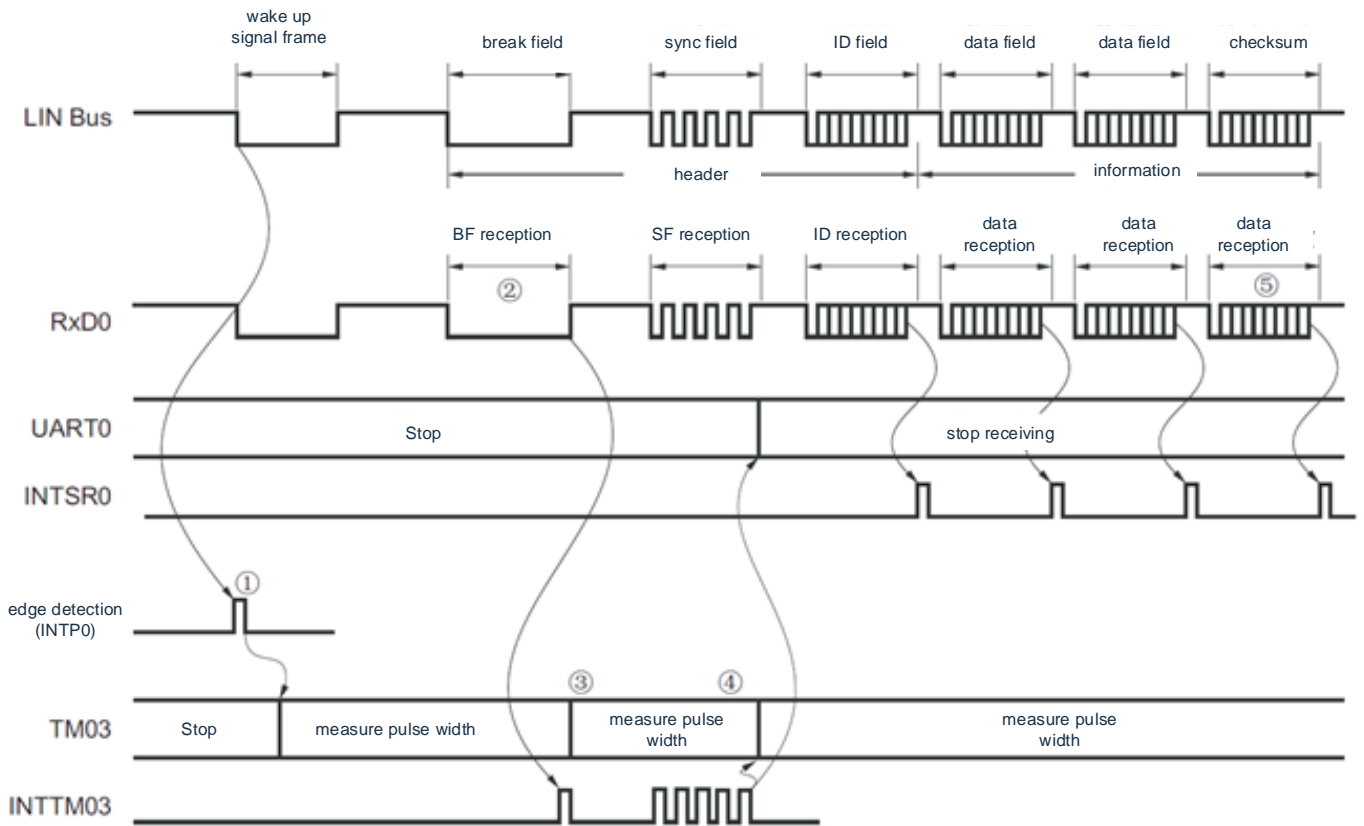 wake up
signal frame
break field
sync field
ID field
data field
data field
checksum
LIN Bus
header
information
BF reception
SF reception
ID reception
data
reception
data
reception
data
reception
②
⑤
RxD0
UART0
Stop
stop receiving
INTSR0
①
edge detection
(INTP0)
③
④
TM03
Stop
measure pulse width
measure pulse
width
measure pulse
width
INTTM03